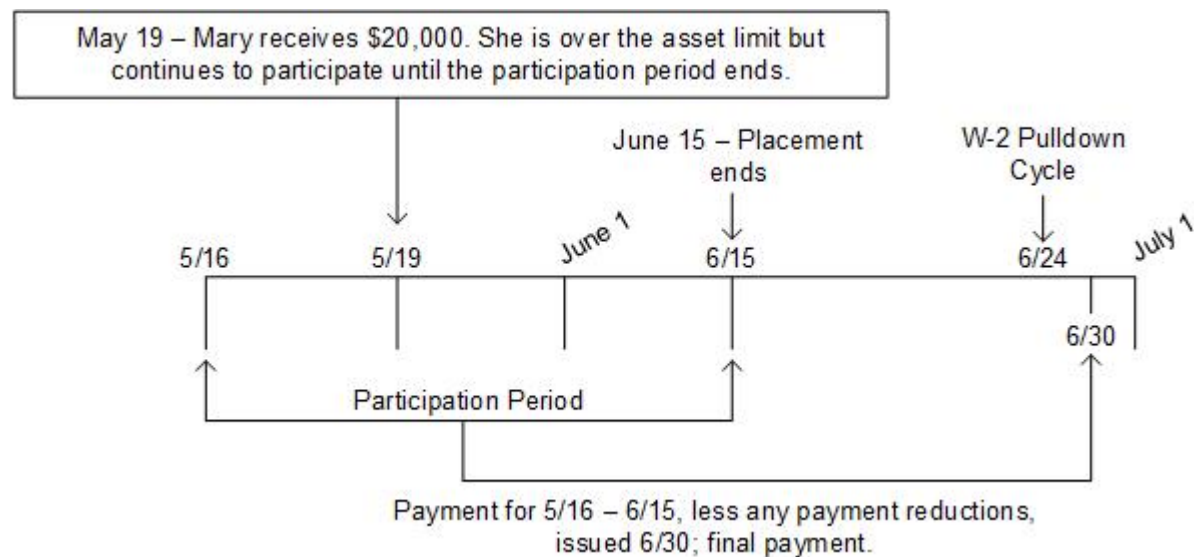 May 19 – Mary receives $20,000. She is over the asset limit but
continues to participate until the participation period ends.
June 15 – Placement
ends
W-2 Pulldown
Cycle
5/16
5/19
June 1
6/15
6/24
July 1
6/30
Participation Period
Payment for 5/16 – 6/15, less any payment reductions,
issued 6/30; final payment.